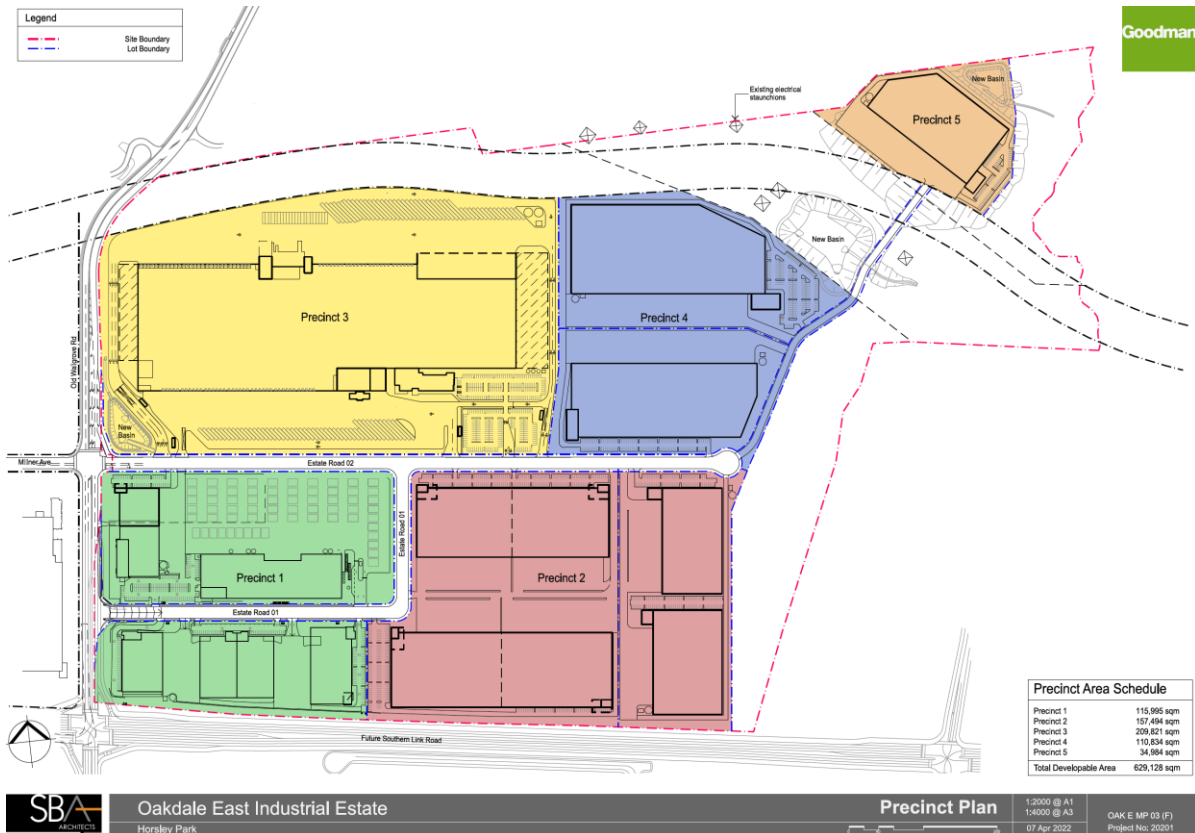 Legend
Site Boundary
Lot Boundary
Goodman
Existing electrical
staunchions
New Basin
Precinct 5
New Basin
Precinct 3
Precinct 4
Old Wallgrove Rd
New
Basin
Milner Ave
Estate Road 02
Estate Road 01
Precinct 1
Precinct 2
Estate Road 01
Future Southern Link Road
Precinct Area Schedule
Precinct 1 115,995 sqm
Precinct 2 157,494 sqm
Precinct 3 209,821 sqm
Precinct 4 110,834 sqm
Precinct 5 34,984 sqm
Total Developable Area 629,128 sqm
SBA
ARCHITECTS
Oakdale East Industrial Estate
Horsley Park
Precinct Plan
1:2000 @ A1
1:4000 @ A3
07 Apr 2022
OAK E MP 03 (F)
Project No: 20201